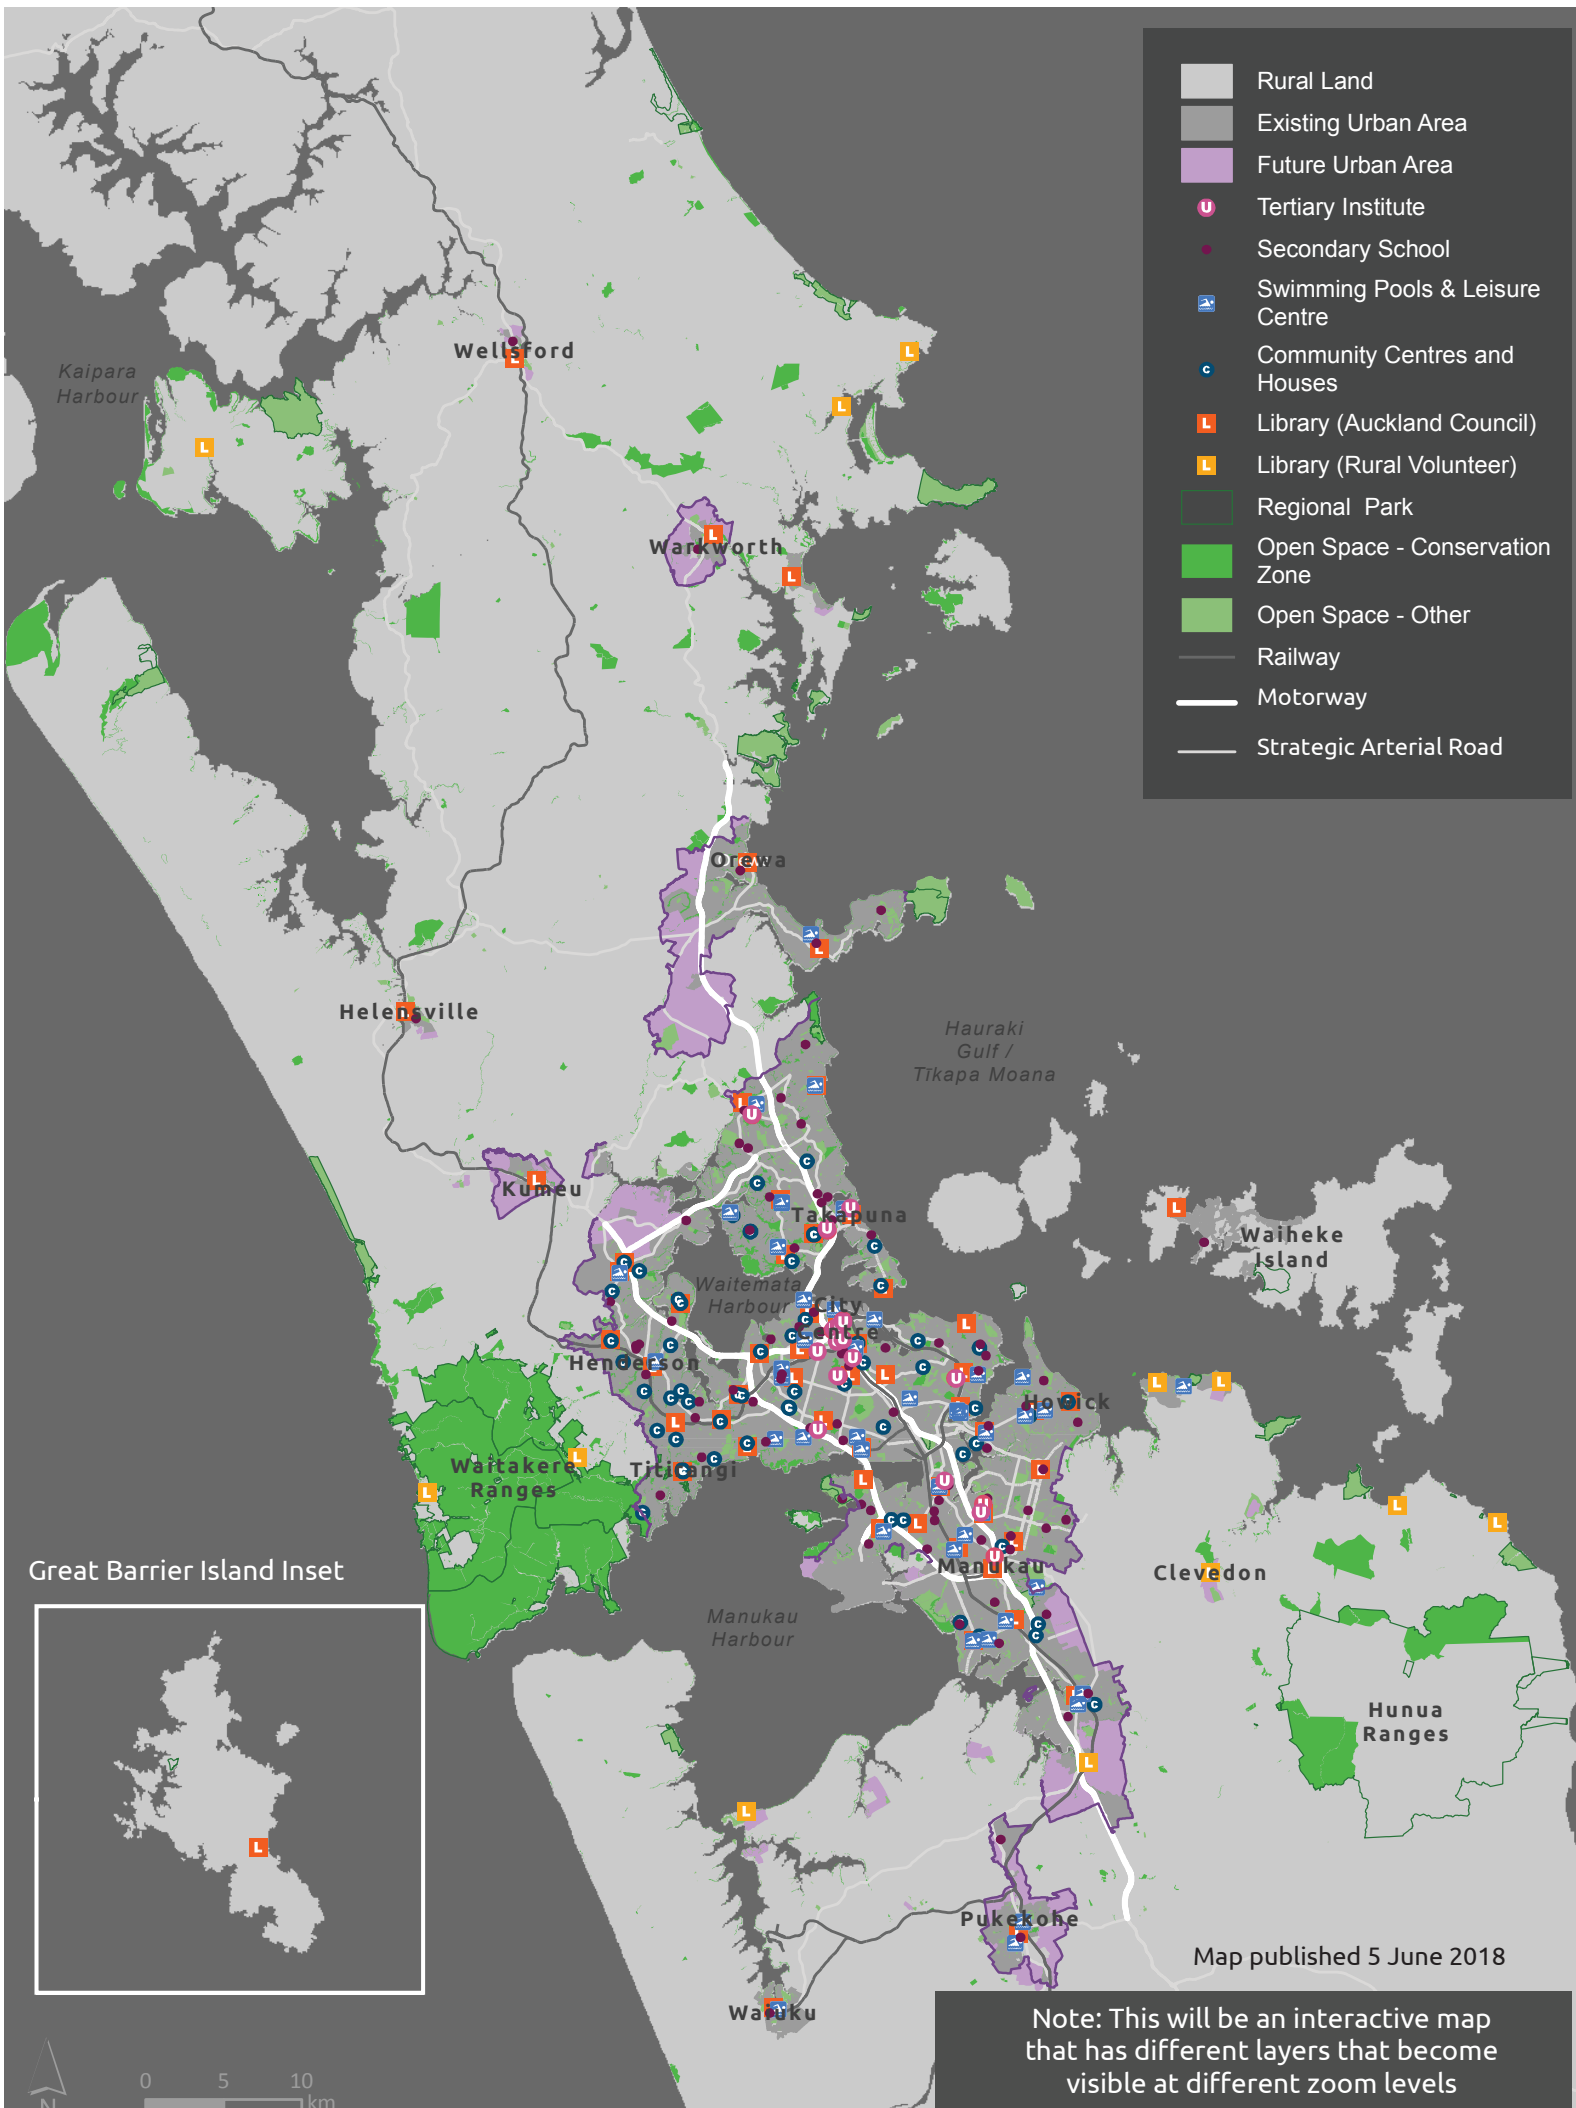 Rural Land
Existing Urban Area
Future Urban Area
U Tertiary Institute
Secondary School
Swimming Pools & Leisure
Centre
C Community Centres and
Houses
L Library (Auckland Council)
L Library (Rural Volunteer)
Regional Park
Open Space - Conservation
Zone
Open Space - Other
Railway
Motorway
Strategic Arterial Road
Wellsford
Kaipara
Harbour
Warkworth
Orewa
Helensville
Hauraki
Gulf /
Tīkapa Moana
Kumeu
Takapuna
Waiheke
Island
Waitemata
Harbour
City
Centre
Henderson
Howick
Waitakere
Ranges
Titirangi
Manukau
Clevedon
Great Barrier Island Inset
Manukau
Harbour
Hunua
Ranges
Pukekohe
Waiuku
Map published 5 June 2018
Note: This will be an interactive map
that has different layers that become
visible at different zoom levels
0 5 10
km
N